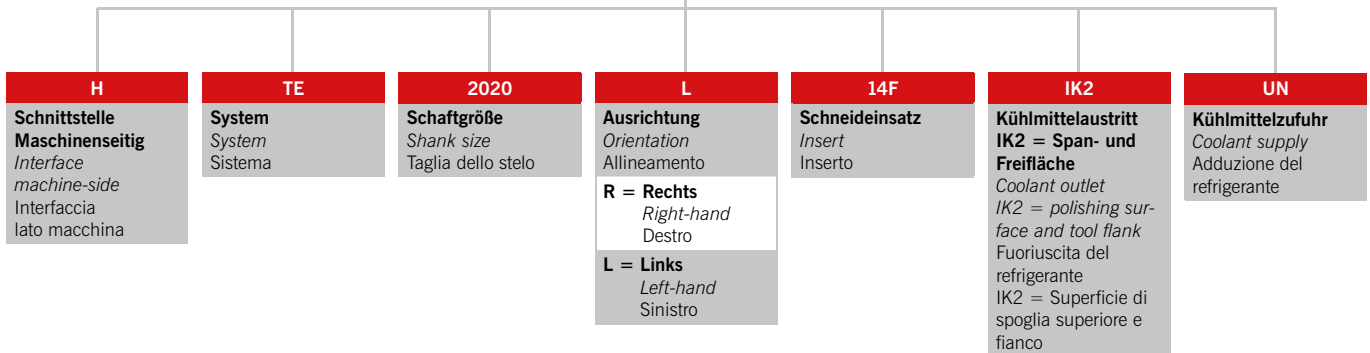 H
Schnittstelle
Maschinenseitig
Interface
machine-side
Interfaccia
lato macchina
TE
System
System
Sistema
2020
Schaftgröße
Shank size
Taglia dello stelo
L
Ausrichtung
Orientation
Allineamento
R = Rechts
Right-hand
Destro
L = Links
Left-hand
Sinistro
14F
Schneideinsatz
Insert
Inserto
IK2
Kühlmittelaustritt
IK2 = Span- und
Freifläche
Coolant outlet
IK2 = polishing sur-
face and tool flank
Fuoriuscita del
refrigerante
IK2 = Superficie di
spoglia superiore e
fianco
UN
Kühlmittelzufuhr
Coolant supply
Adduzione del
refrigerante